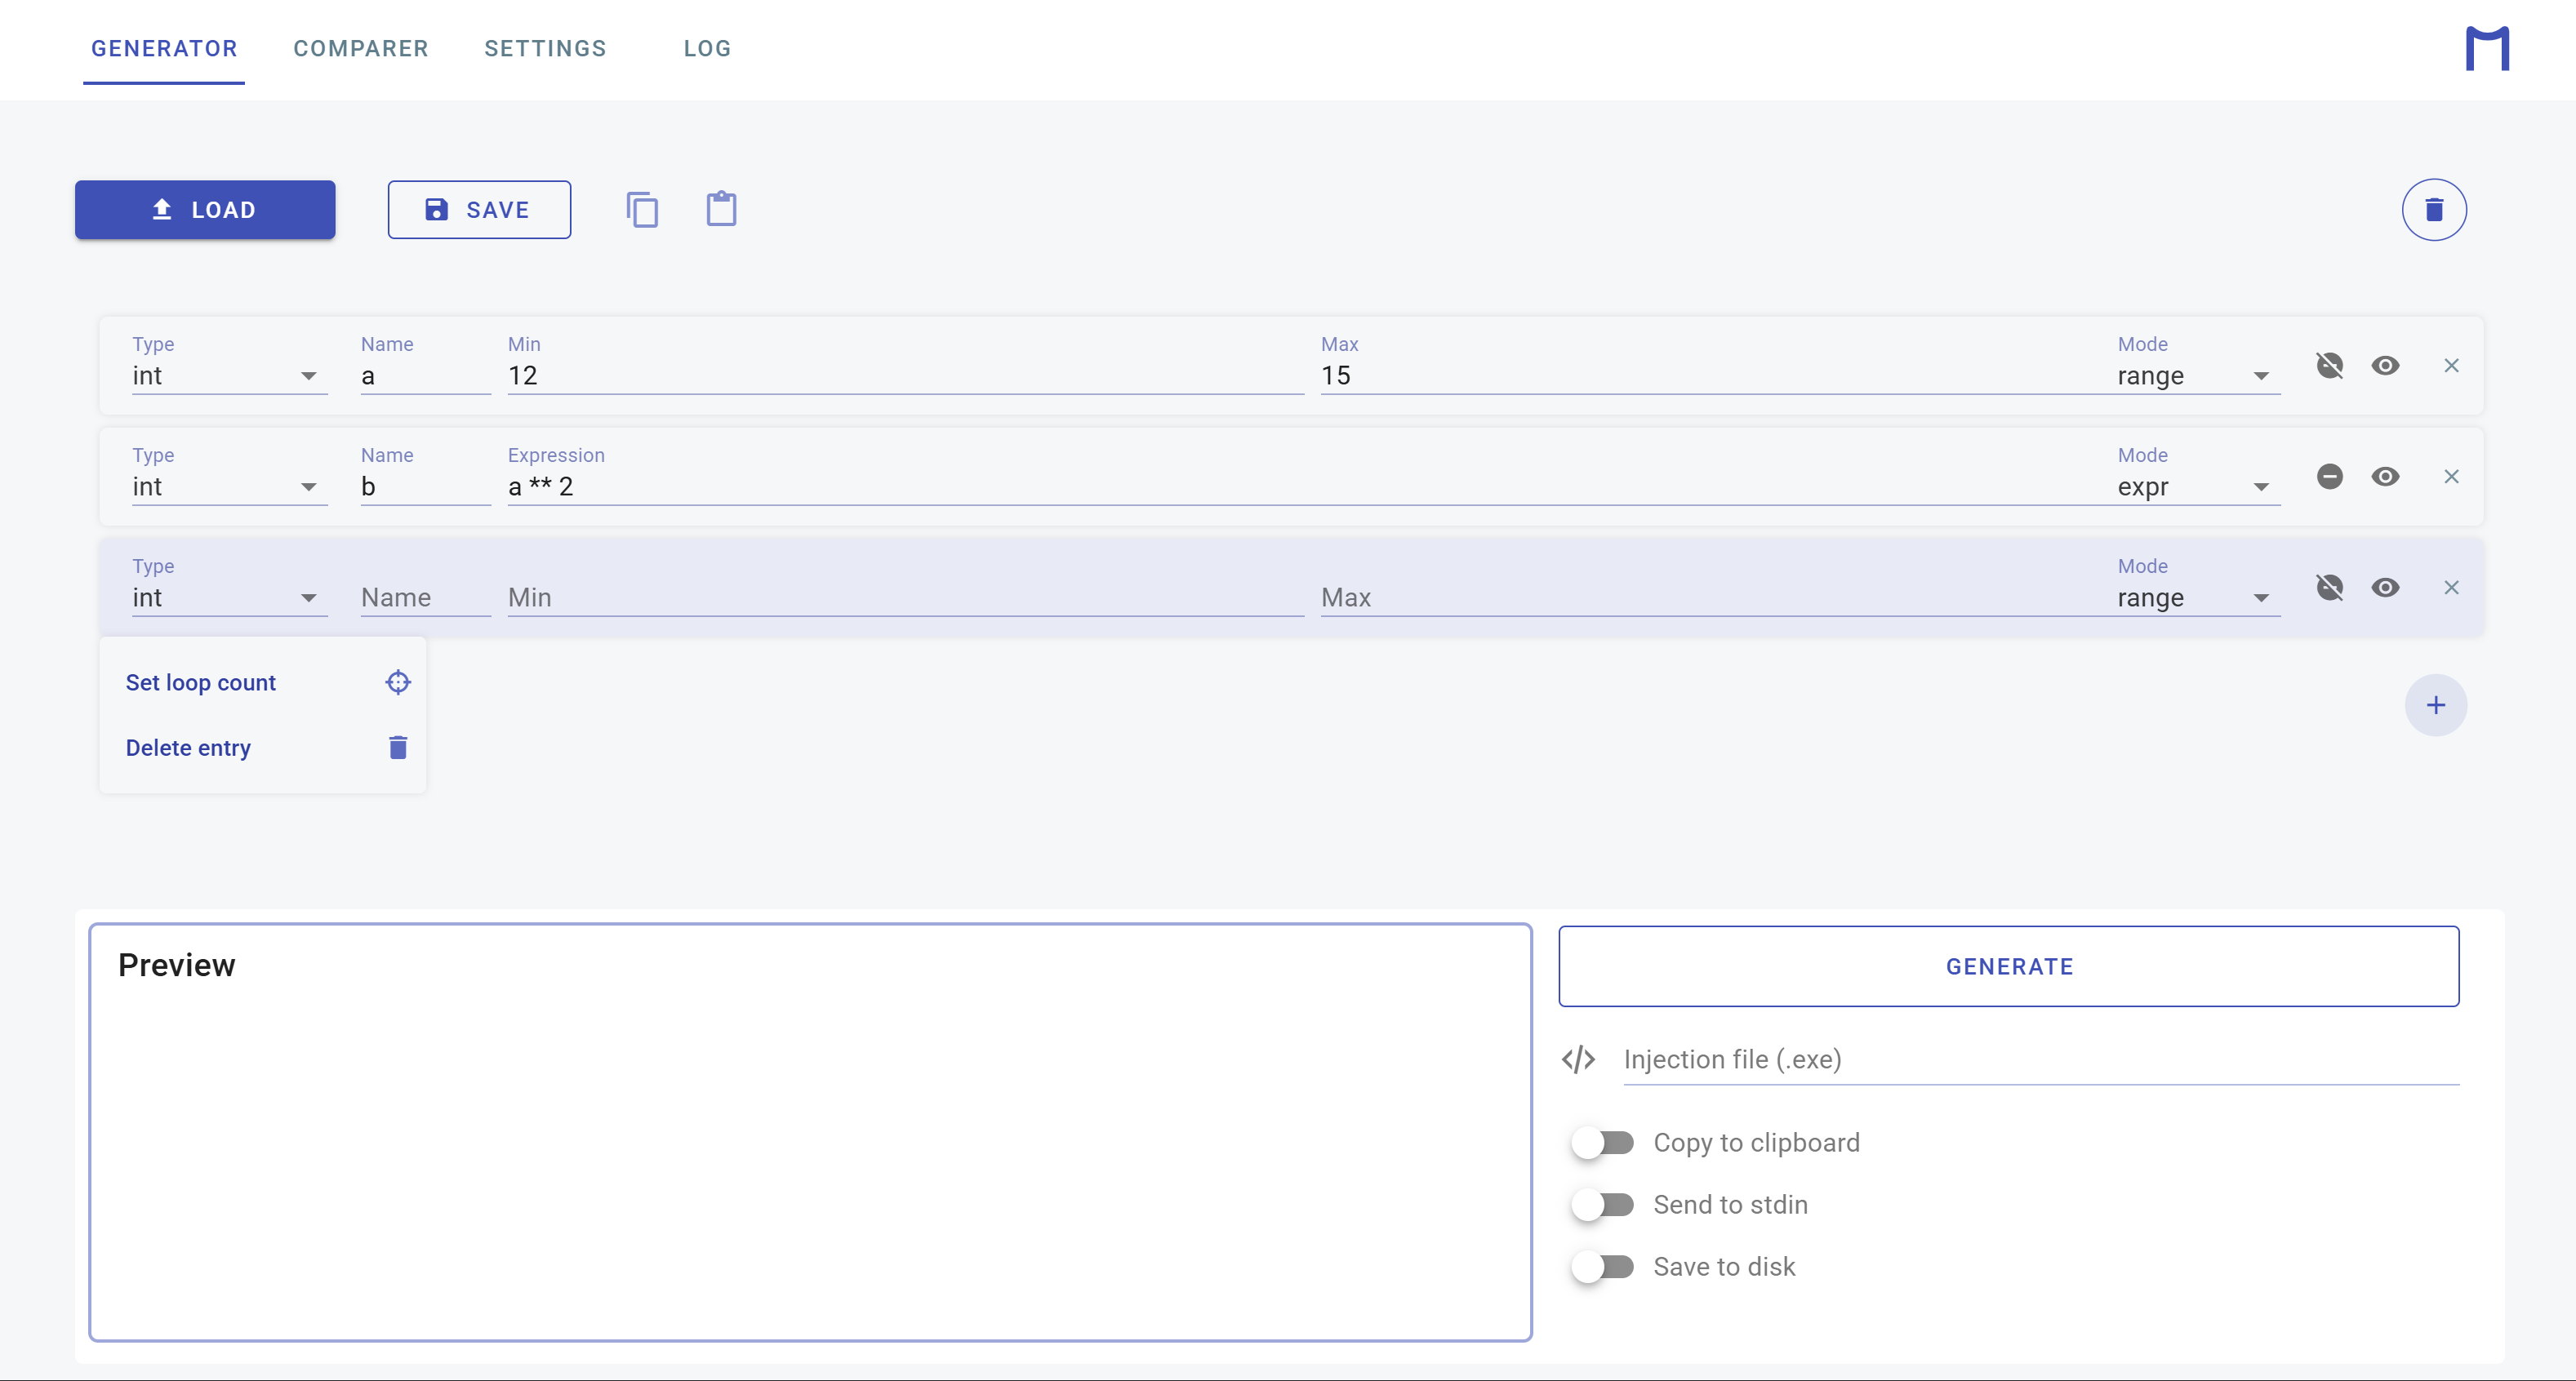 GENERATOR COMPARER SETTINGS LOG
LOAD SAVE
Type Name Min Max Mode
int a 12 15 range
Type Name Expression Mode
int b a ** 2 expr
Type Mode
int Name Min Max range
Set loop count
Delete entry
Preview
GENERATE
Injection file (.exe)
Copy to clipboard
Send to stdin
Save to disk